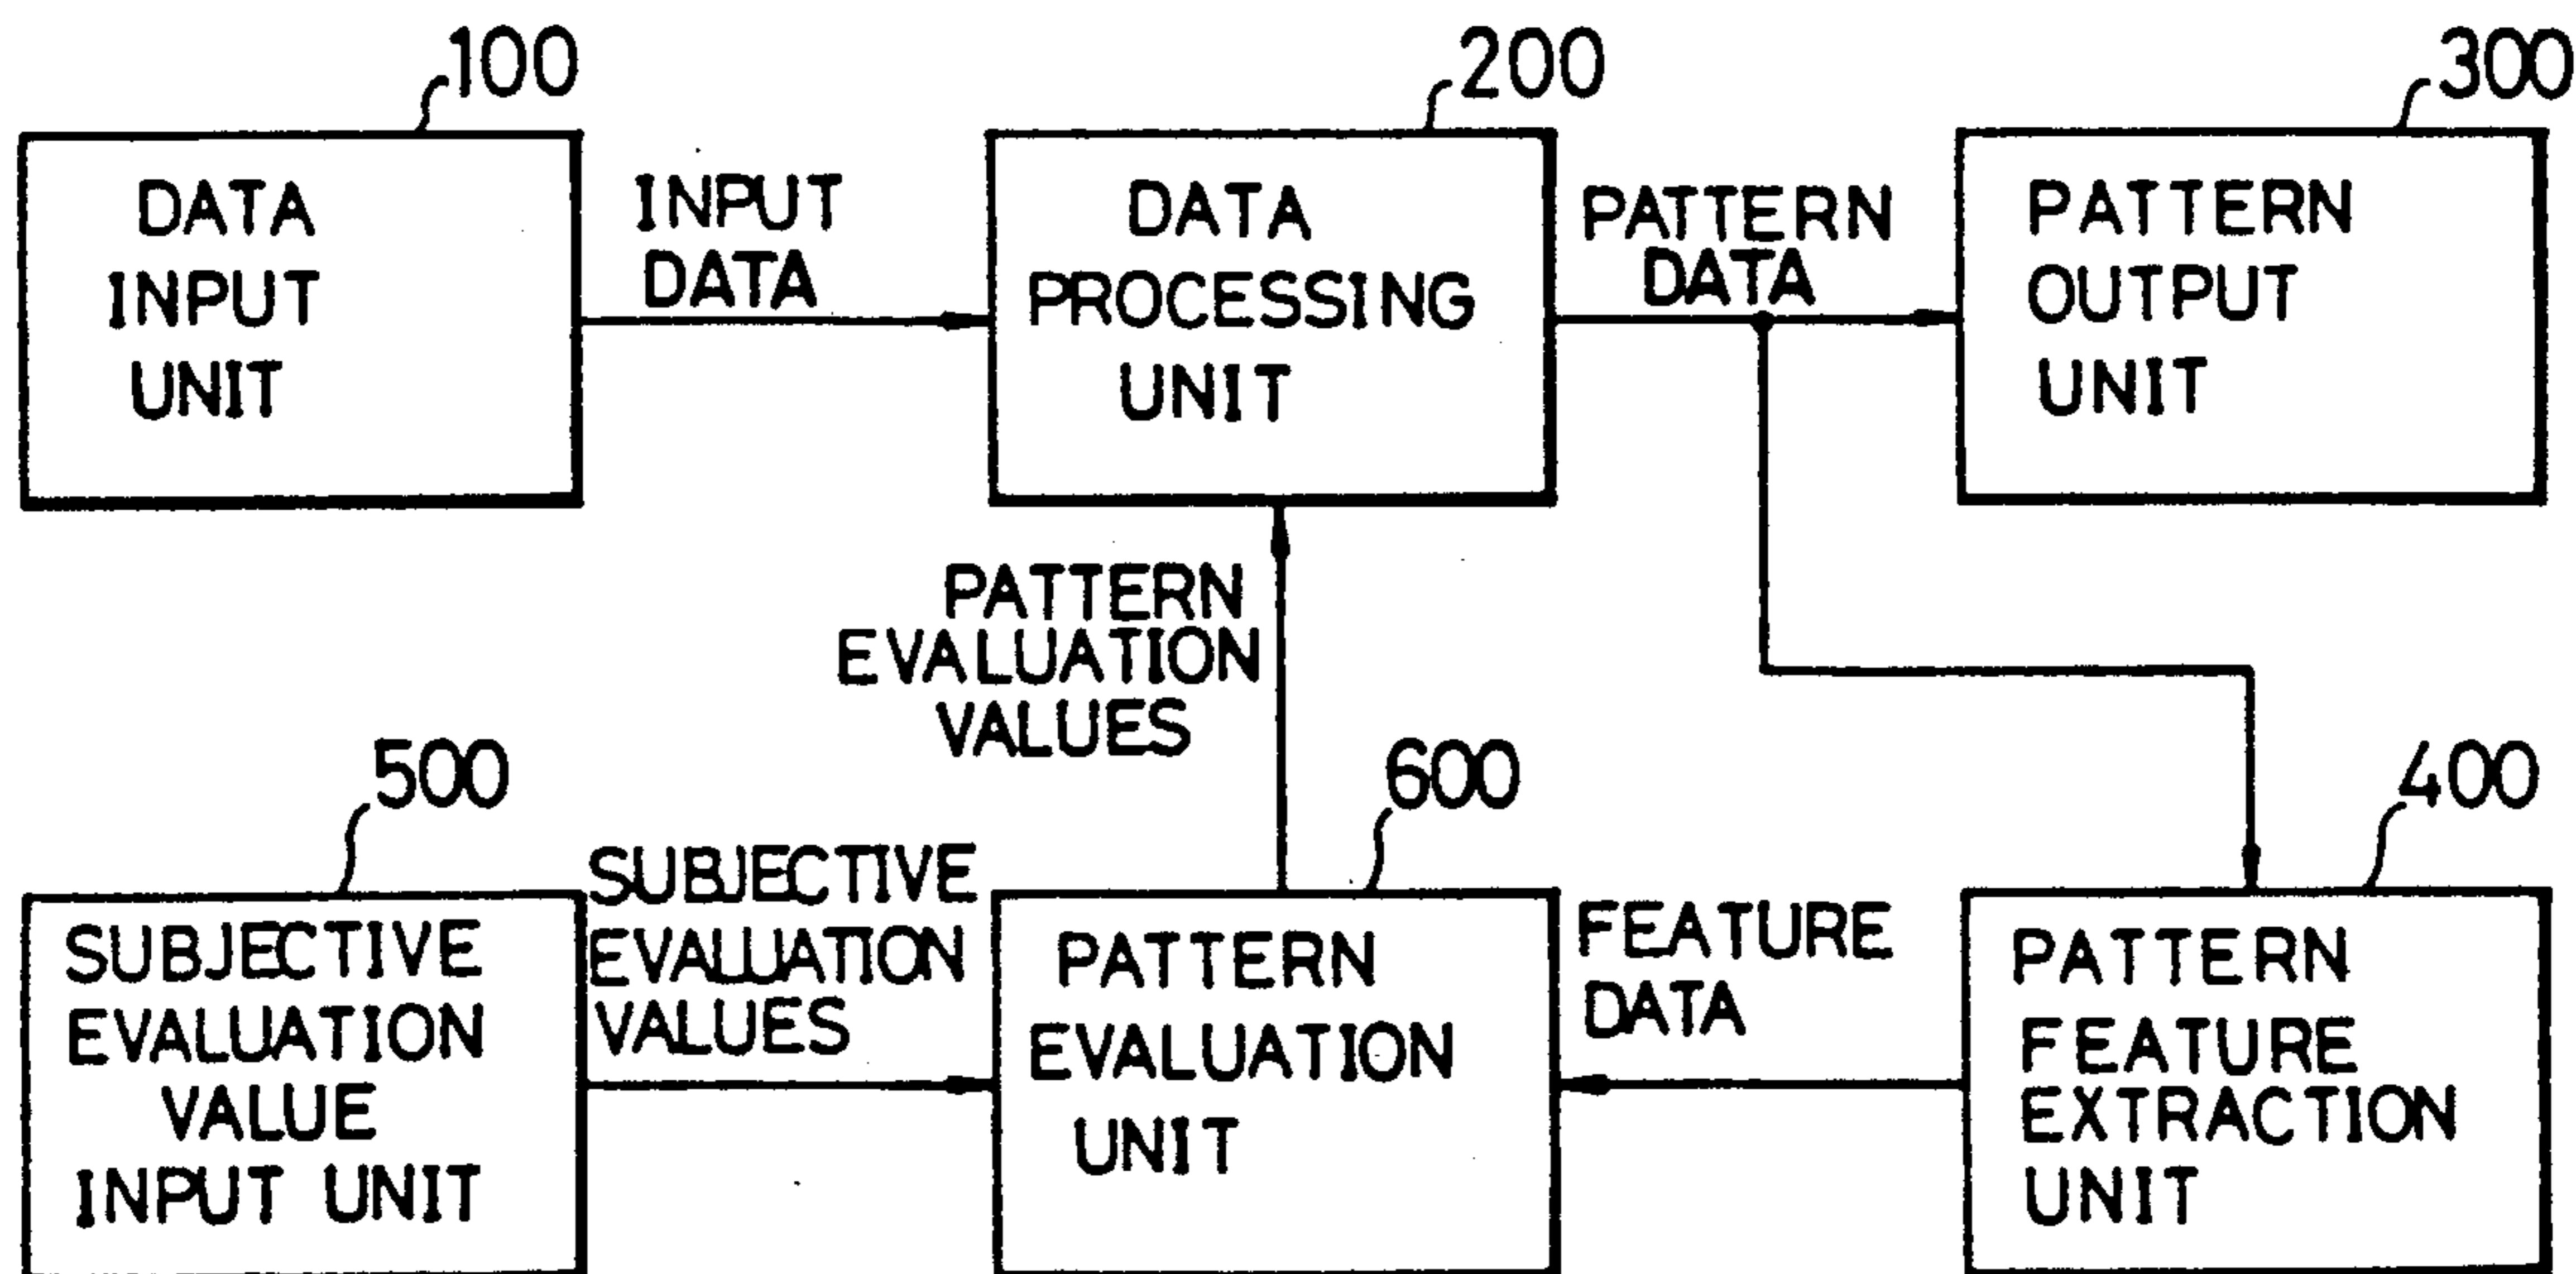 100
200
300
DATA
INPUT
UNIT
INPUT
DATA
DATA
PROCESSING
UNIT
PATTERN
DATA
PATTERN
OUTPUT
UNIT
PATTERN
EVALUATION
VALUES
500
600
400
SUBJECTIVE
EVALUATION
VALUE
INPUT UNIT
SUBJECTIVE
EVALUATION
VALUES
PATTERN
EVALUATION
UNIT
FEATURE
DATA
PATTERN
FEATURE
EXTRACTION
UNIT